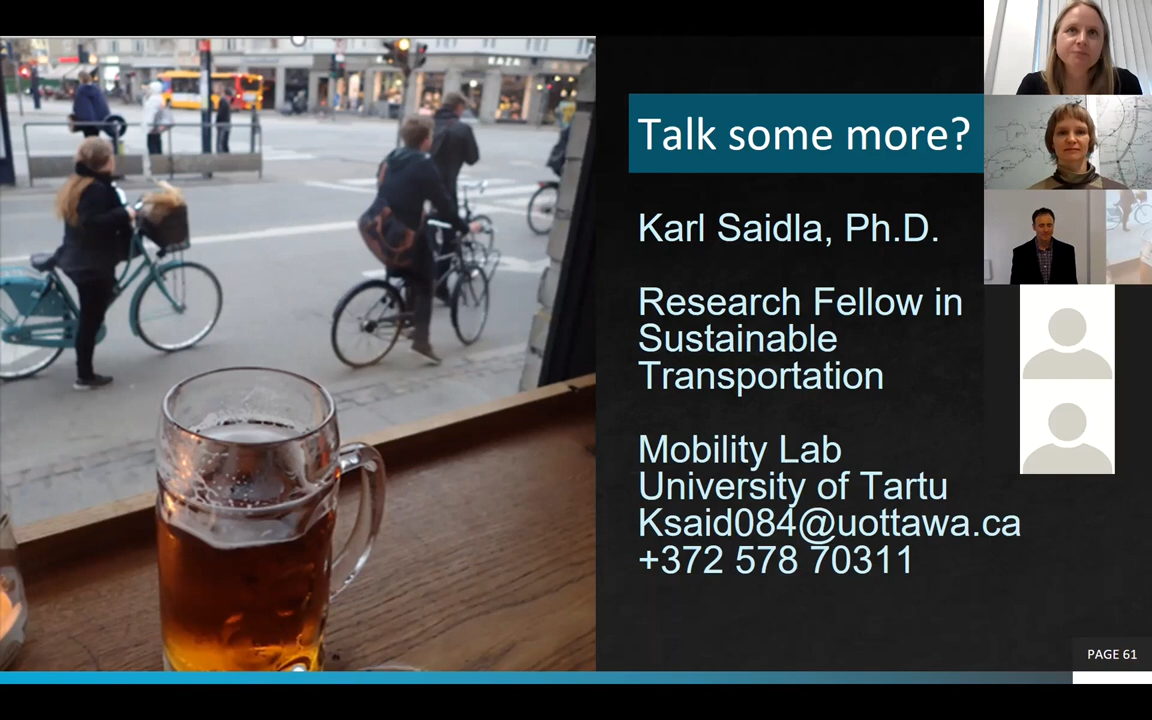 Talk some more?
Karl Saidla, Ph.D.
Research Fellow in
Sustainable
Transportation
Mobility Lab
University of Tartu
Ksaid084@uottawa.ca
+372 578 70311
PAGE 61